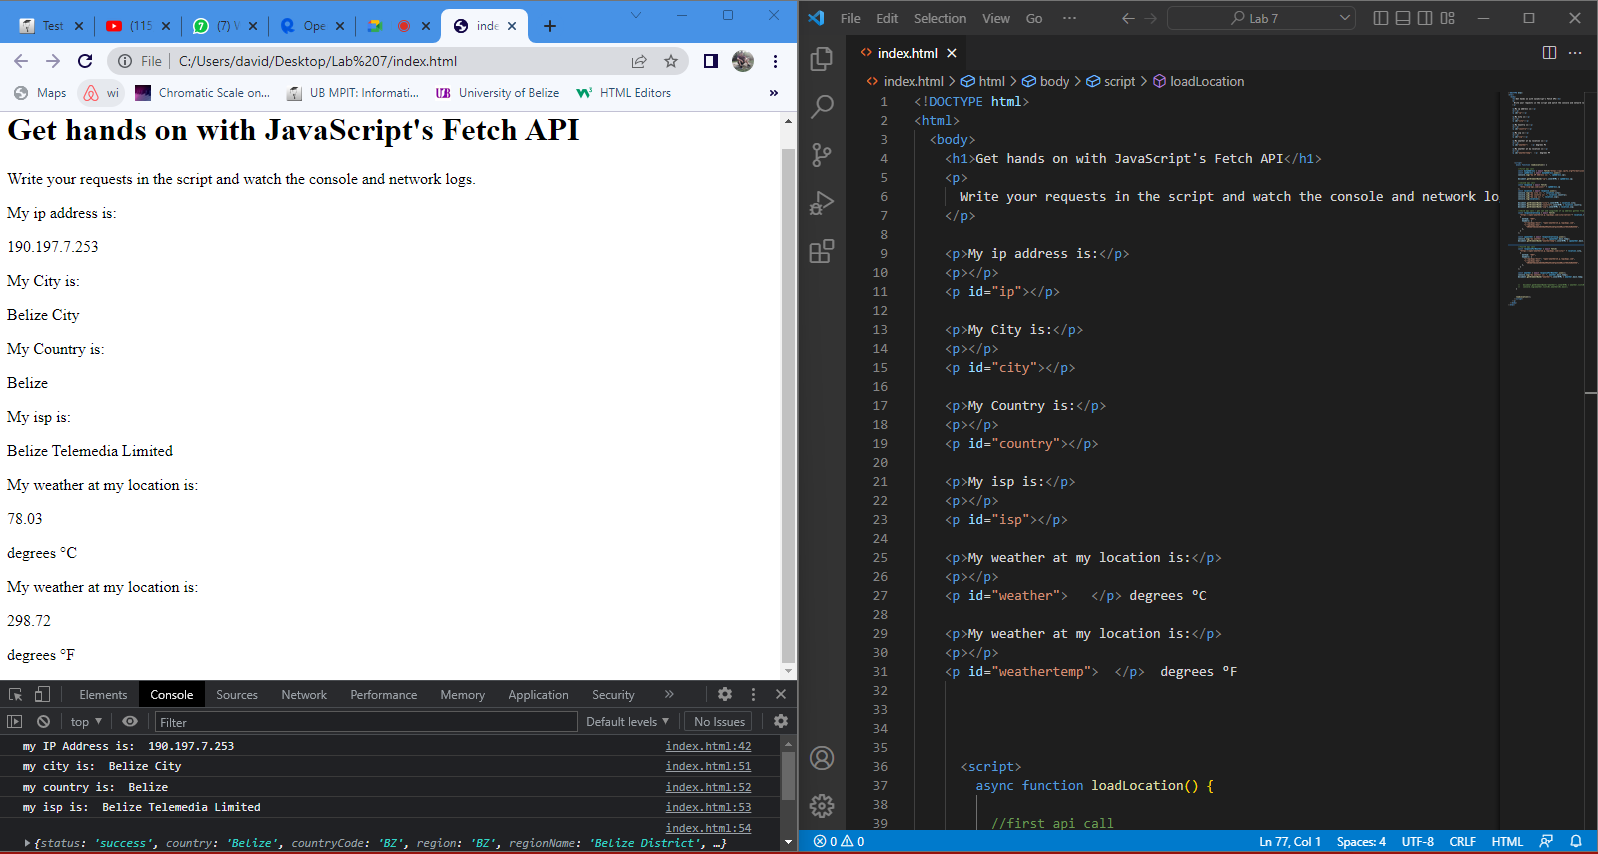 Test
(115
(7) V
Ope
inde
File
C:/Users/david/Desktop/Lab%207/index.html
Maps
wi
Chromatic Scale on...
UB MPIT: Informati...
UB
University of Belize
HTML Editors
»
Get hands on with JavaScript's Fetch API
Write your requests in the script and watch the console and network logs.
My ip address is:
190.197.7.253
My City is:
Belize City
My Country is:
Belize
My isp is:
Belize Telemedia Limited
My weather at my location is:
78.03
degrees °C
My weather at my location is:
298.72
degrees °F
Elements Console Sources Network Performance Memory Application Security »
top ▼ Filter Default levels ▼ No Issues
my IP Address is:  190.197.7.253 index.html:42
my city is:  Belize City index.html:51
my country is:  Belize index.html:52
my isp is:  Belize Telemedia Limited index.html:53
index.html:54
{status: 'success', country: 'Belize', countryCode: 'BZ', region: 'BZ', regionName: 'Belize District', …}
File Edit Selection View Go ··· Lab 7
index.html
index.html > html > body > script > loadLocation
1 <!DOCTYPE html>
2 <html>
3 <body>
4 <h1>Get hands on with JavaScript's Fetch API</h1>
5 <p>
6 Write your requests in the script and watch the console and network lo
7 </p>
8
9 <p>My ip address is:</p>
10 <p></p>
11 <p id="ip"></p>
12
13 <p>My City is:</p>
14 <p></p>
15 <p id="city"></p>
16
17 <p>My Country is:</p>
18 <p></p>
19 <p id="country"></p>
20
21 <p>My isp is:</p>
22 <p></p>
23 <p id="isp"></p>
24
25 <p>My weather at my location is:</p>
26 <p></p>
27 <p id="weather">   </p> degrees °C
28
29 <p>My weather at my location is:</p>
30 <p></p>
31 <p id="weathertemp">  </p>  degrees °F
32
33
34
35
36 <script>
37 async function loadLocation() {
38
39 //first api call
0 0 Ln 77, Col 1 Spaces: 4 UTF-8 CRLF HTML